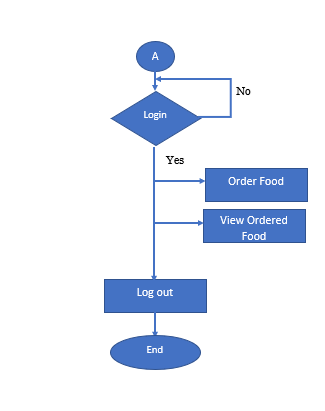 A
No
Login
Yes
Order Food
View Ordered
Food
Log out
End